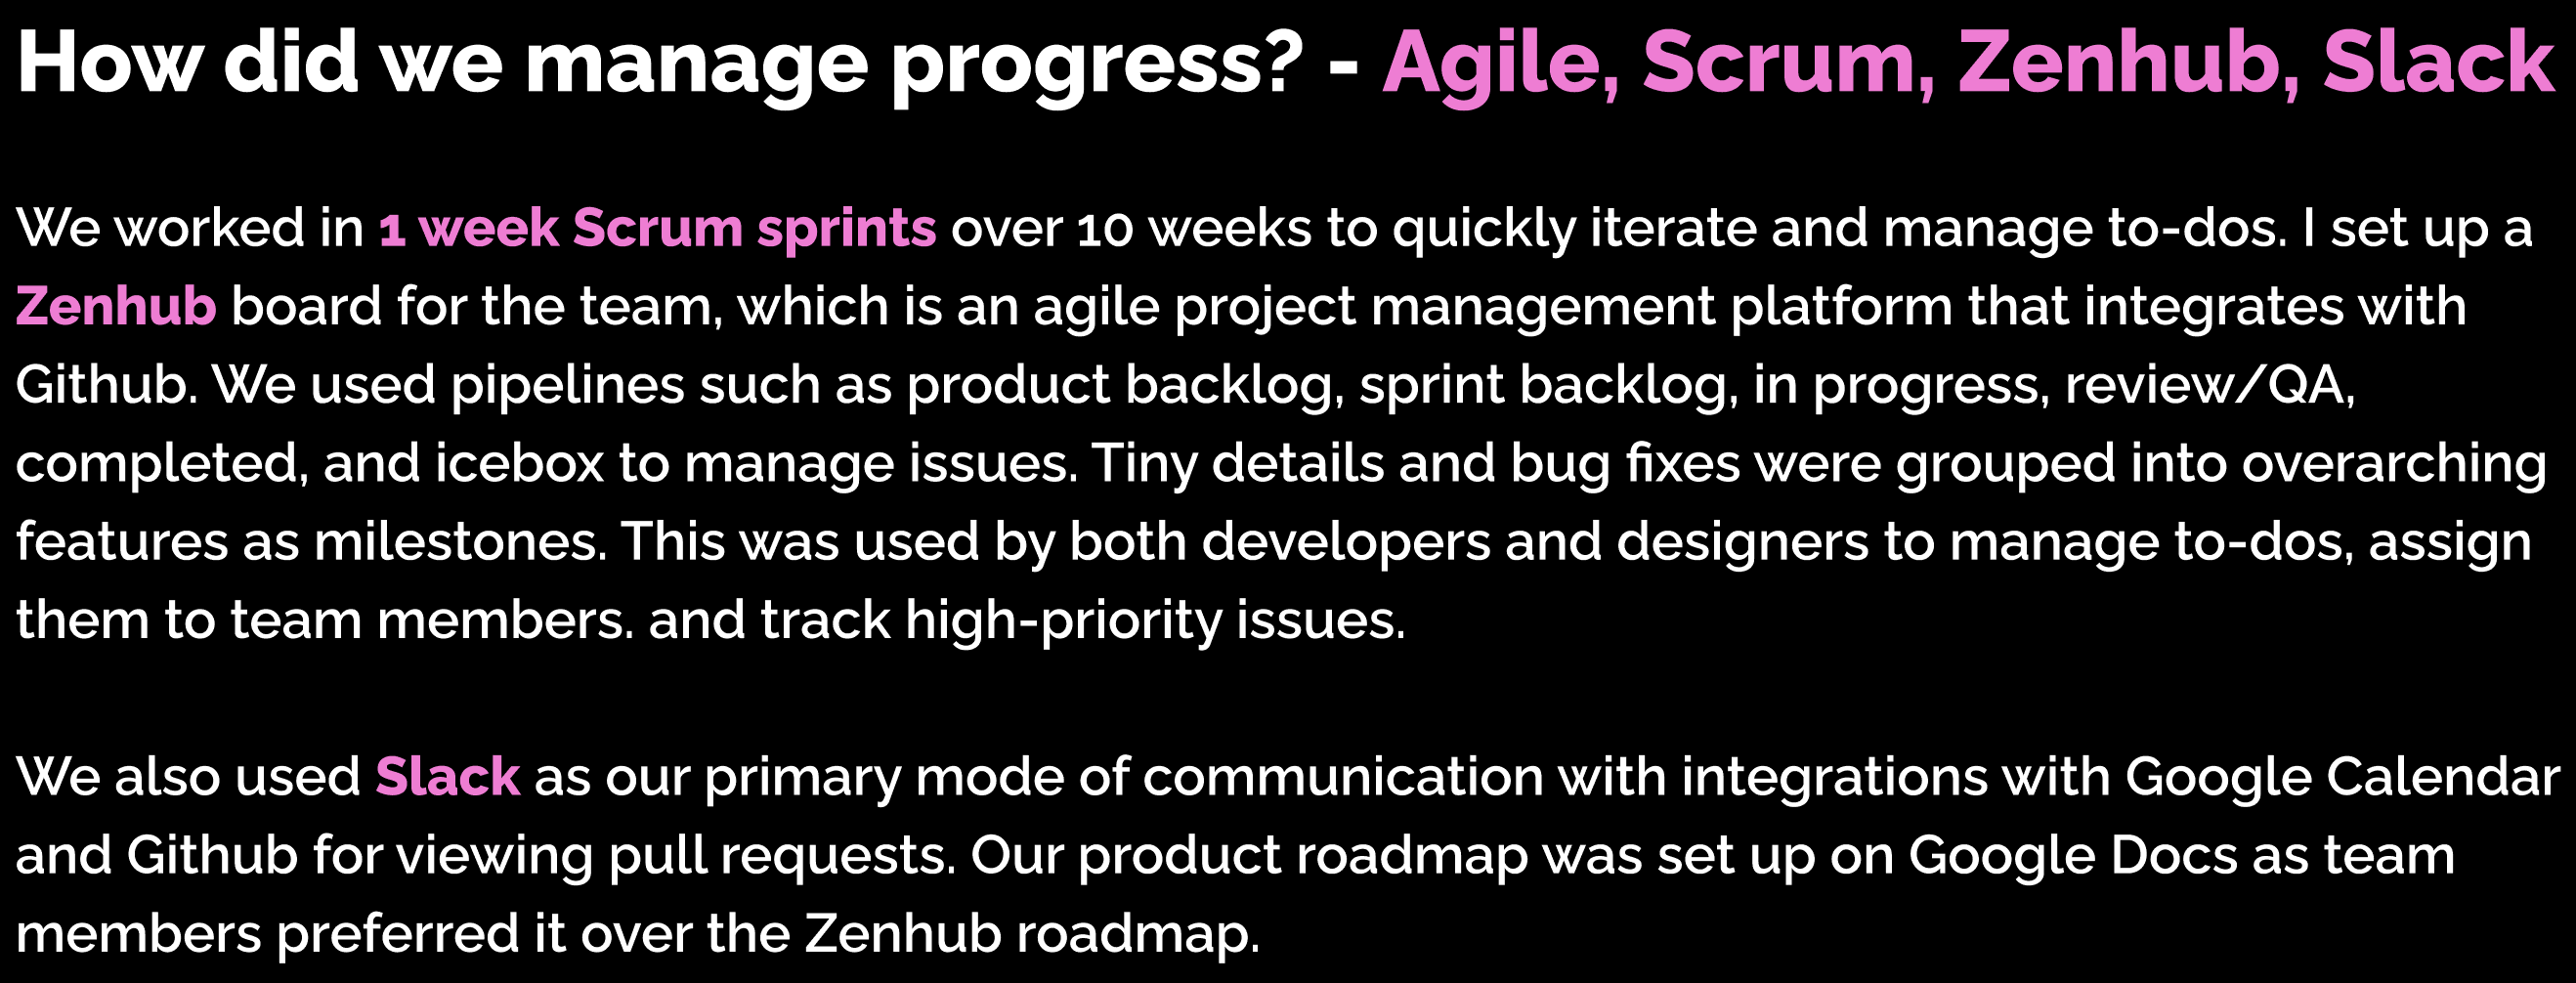 How did we manage progress? - Agile, Scrum, Zenhub, Slack
We worked in 1 week Scrum sprints over 10 weeks to quickly iterate and manage to-dos. I set up a
Zenhub board for the team, which is an agile project management platform that integrates with
Github. We used pipelines such as product backlog, sprint backlog, in progress, review/QA,
completed, and icebox to manage issues. Tiny details and bug fixes were grouped into overarching
features as milestones. This was used by both developers and designers to manage to-dos, assign
them to team members. and track high-priority issues.
We also used Slack as our primary mode of communication with integrations with Google Calendar
and Github for viewing pull requests. Our product roadmap was set up on Google Docs as team
members preferred it over the Zenhub roadmap.